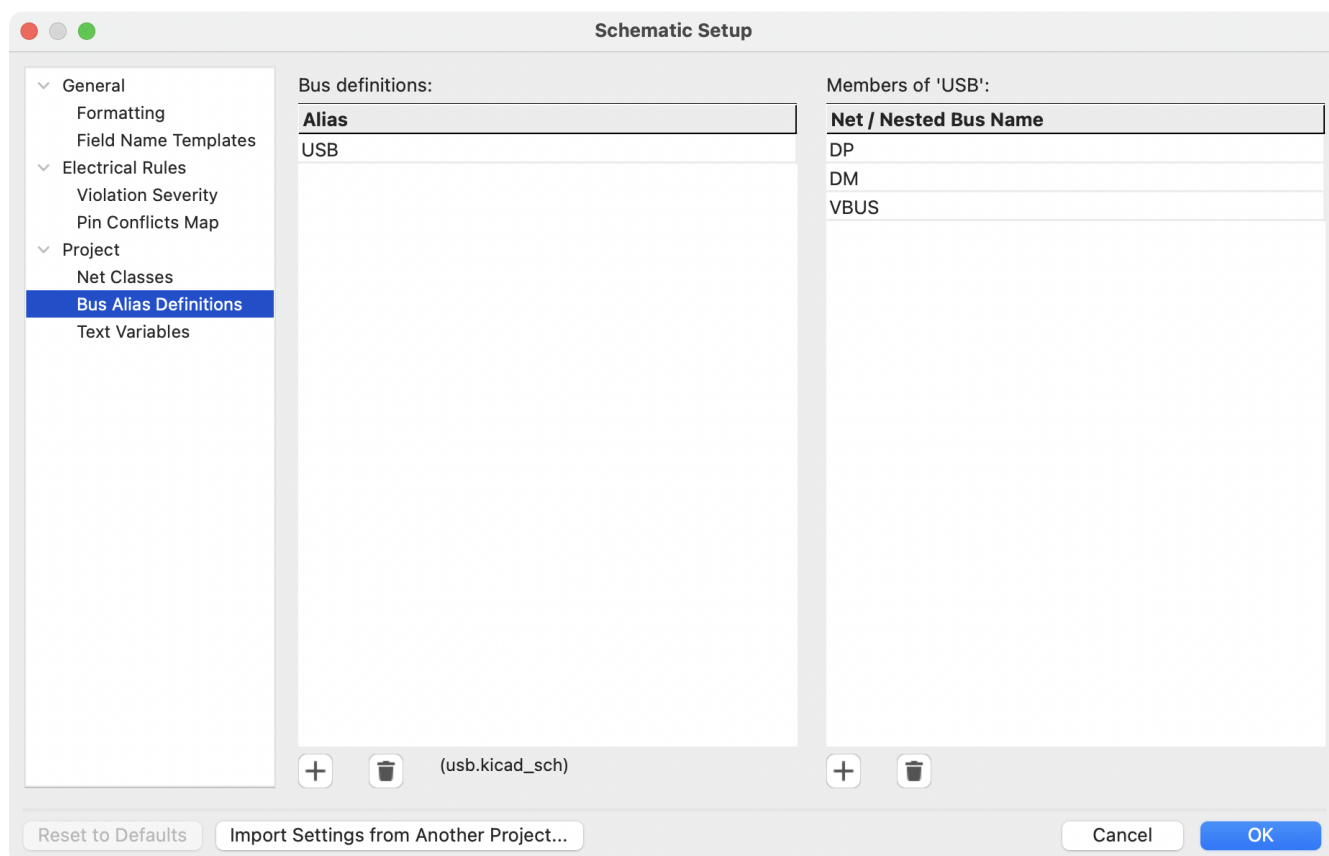 Schematic Setup
General
Formatting
Field Name Templates
Electrical Rules
Violation Severity
Pin Conflicts Map
Project
Net Classes
Bus Alias Definitions
Text Variables
Bus definitions:
Alias
USB
(usb.kicad_sch)
Members of 'USB':
Net / Nested Bus Name
DP
DM
VBUS
Reset to Defaults
Import Settings from Another Project...
Cancel
OK